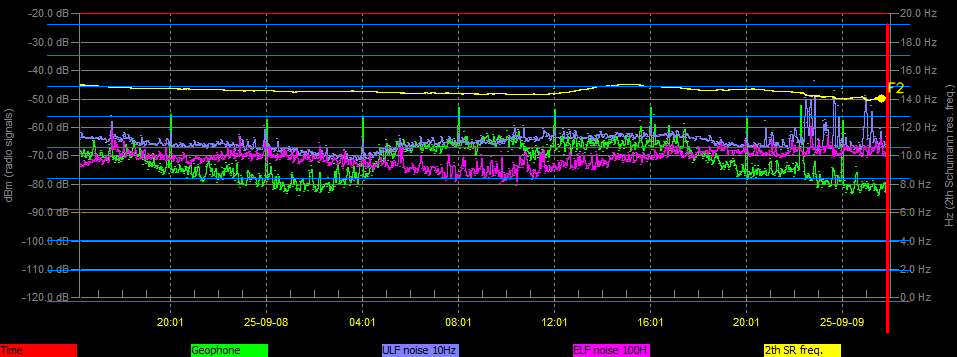 -20.0 dB 20.0 Hz
-30.0 dB 18.0 Hz
-40.0 dB 16.0 Hz
-50.0 dB F2 14.0 Hz
-60.0 dB 12.0 Hz
-70.0 dB 10.0 Hz
-80.0 dB 8.0 Hz
-90.0 dB 6.0 Hz
-100.0 dB 4.0 Hz
-110.0 dB 2.0 Hz
-120.0 dB 0.0 Hz
dBm (radio signals)
Hz (2th Schumann res. freq.)
20:01 25-09-08 04:01 08:01 12:01 16:01 20:01 25-09-09
Time Geophone ULF noise 10Hz ELF noise 100H 2th SR freq.